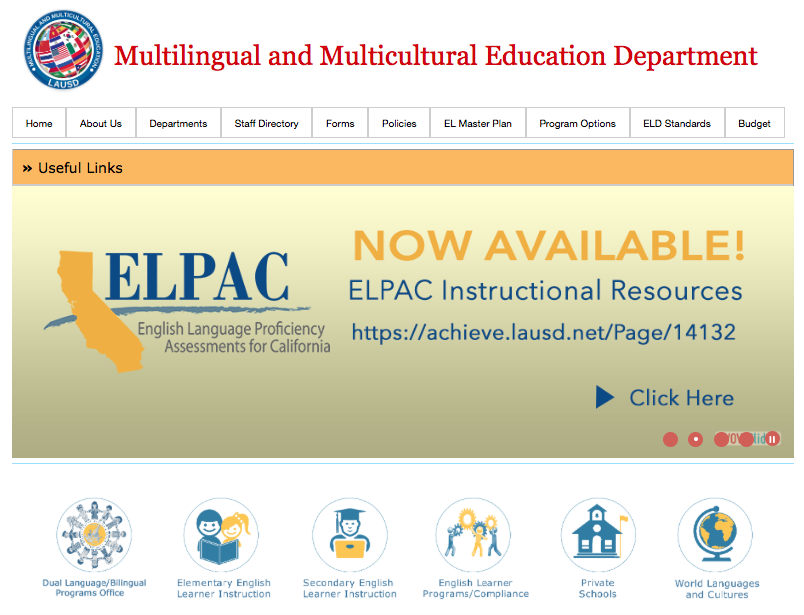 MULTILINGUAL AND MULTICULTURAL EDUCATION
LAUSD
Multilingual and Multicultural Education Department
Home About Us Departments Staff Directory Forms Policies EL Master Plan Program Options ELD Standards Budget
» Useful Links
NOW AVAILABLE!
ELPAC
English Language Proficiency
Assessments for California
ELPAC Instructional Resources
https://achieve.lausd.net/Page/14132
Click Here
Dual Language/Bilingual
Programs Office
Elementary English
Learner Instruction
Secondary English
Learner Instruction
English Learner
Programs/Compliance
Private
Schools
World Languages
and Cultures